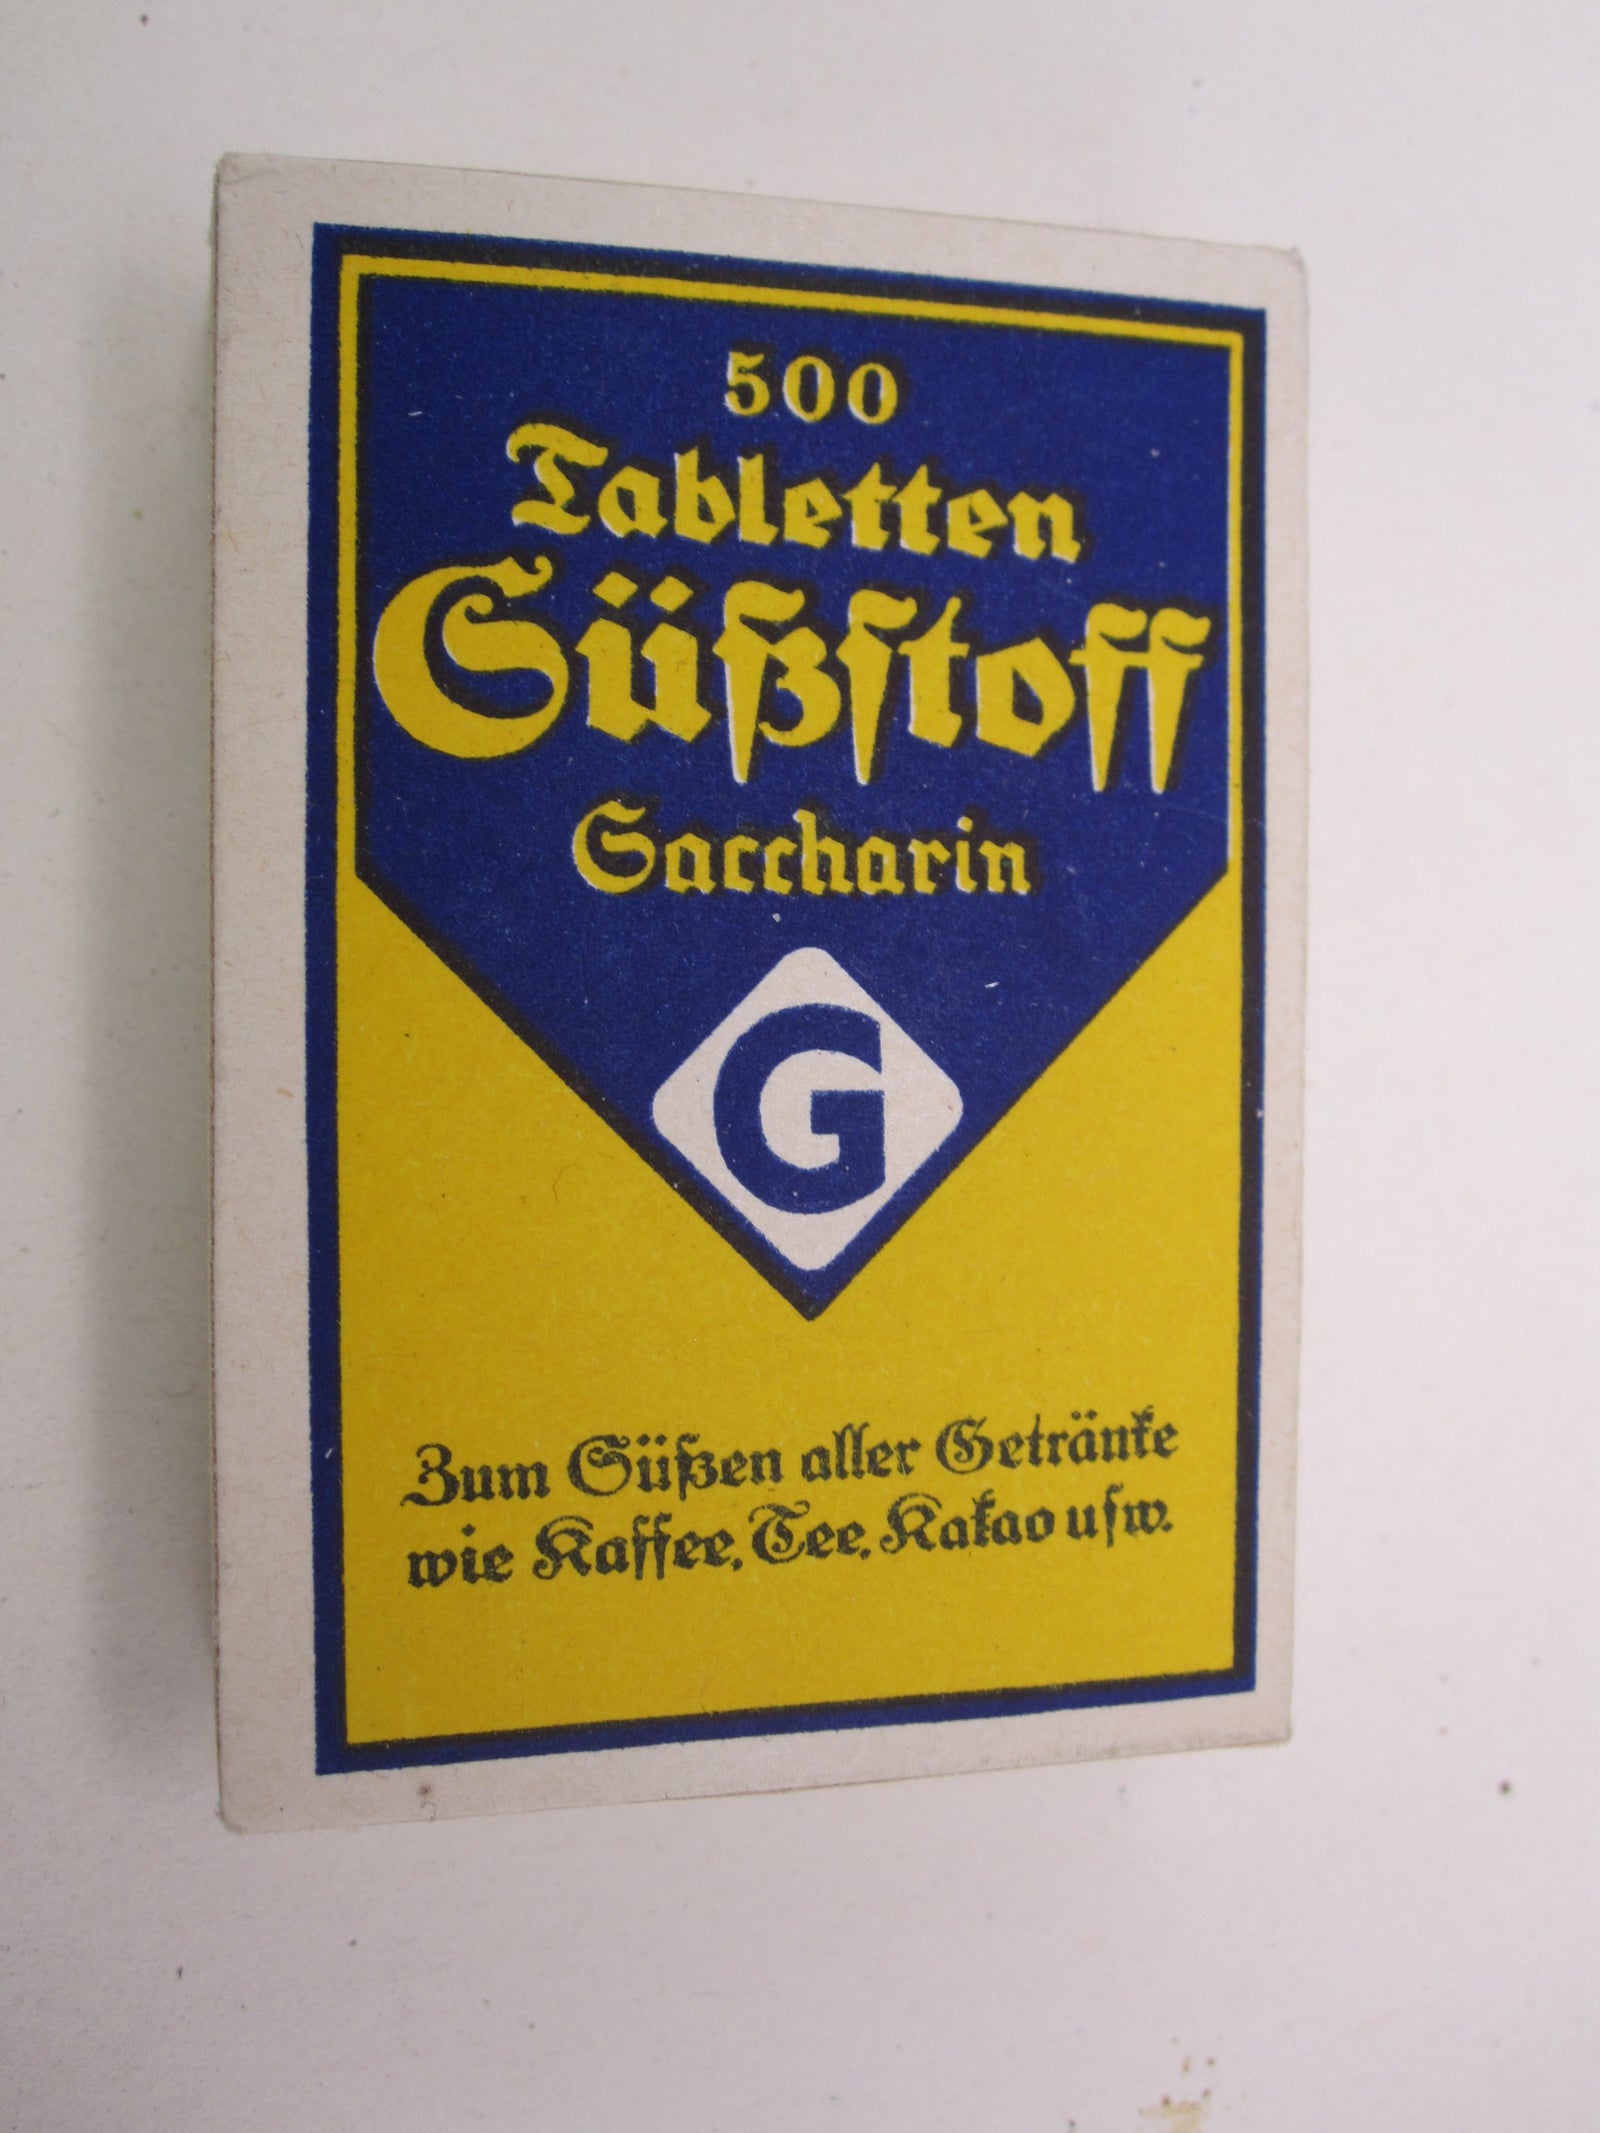 500
Tabletten
Süßstoff
Saccharin
G
Zum Süßen aller Getränke
wie Kaffee, Tee, Kakao usw.